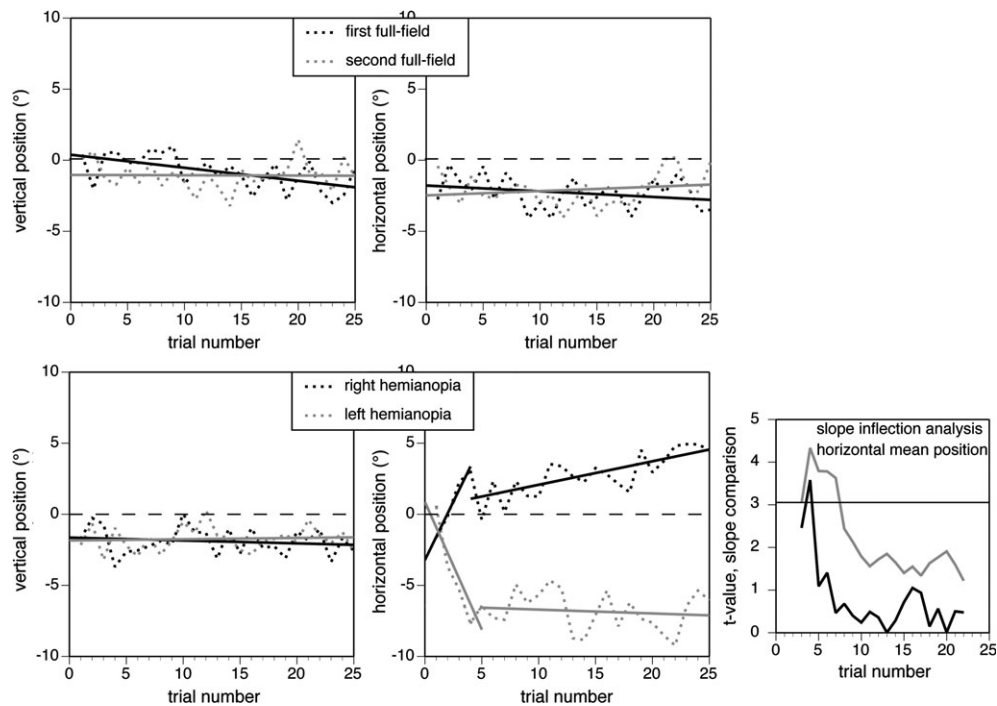 10
5
0
-5
-10
vertical position (°)
0 5 10 15 20 25
trial number
first full-field
second full-field
10
5
0
-5
-10
horizontal position (°)
0 5 10 15 20 25
trial number
10
5
0
-5
-10
vertical position (°)
0 5 10 15 20 25
trial number
right hemianopia
left hemianopia
10
5
0
-5
-10
horizontal position (°)
0 5 10 15 20 25
trial number
5
4
3
2
1
0
t-value, slope comparison
slope inflection analysis
horizontal mean position
0 5 10 15 20 25
trial number